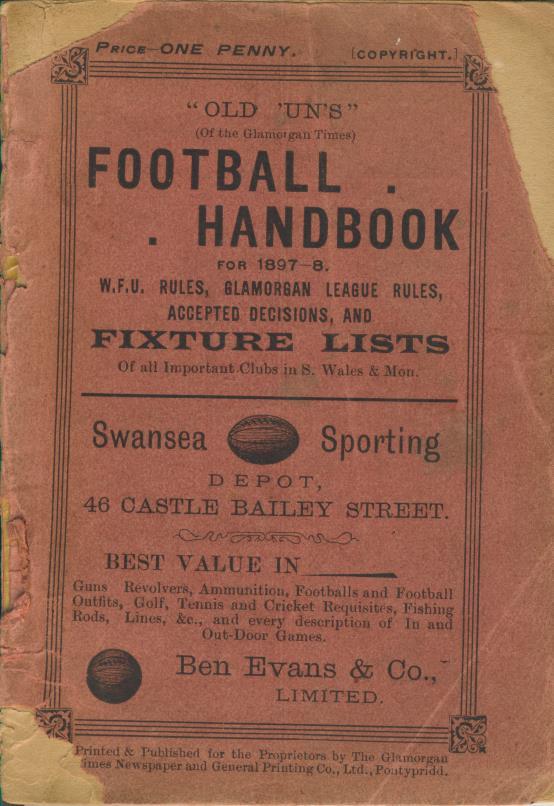 PRICE ONE PENNY. [COPYRIGHT.]
"OLD 'UN'S"
(Of the Glamorgan Times)
FOOTBALL .
. HANDBOOK
FOR 1897-8.
W.F.U. RULES, GLAMORGAN LEAGUE RULES,
ACCEPTED DECISIONS, AND
FIXTURE LISTS
Of all Important Clubs in S. Wales & Mon.
Swansea Sporting
DEPOT,
46 CASTLE BAILEY STREET.
BEST VALUE IN
Guns Revolvers, Ammunition, Footballs and Football
Outfits, Golf, Tennis and Cricket Requisites, Fishing
Rods, Lines, &c., and every description of In and
Out-Door Games.
Ben Evans & Co.,
LIMITED.
Printed & Published for the Proprietors by The Glamorgan
imes Newspaper and General Printing Co., Ltd., Pontypridd.